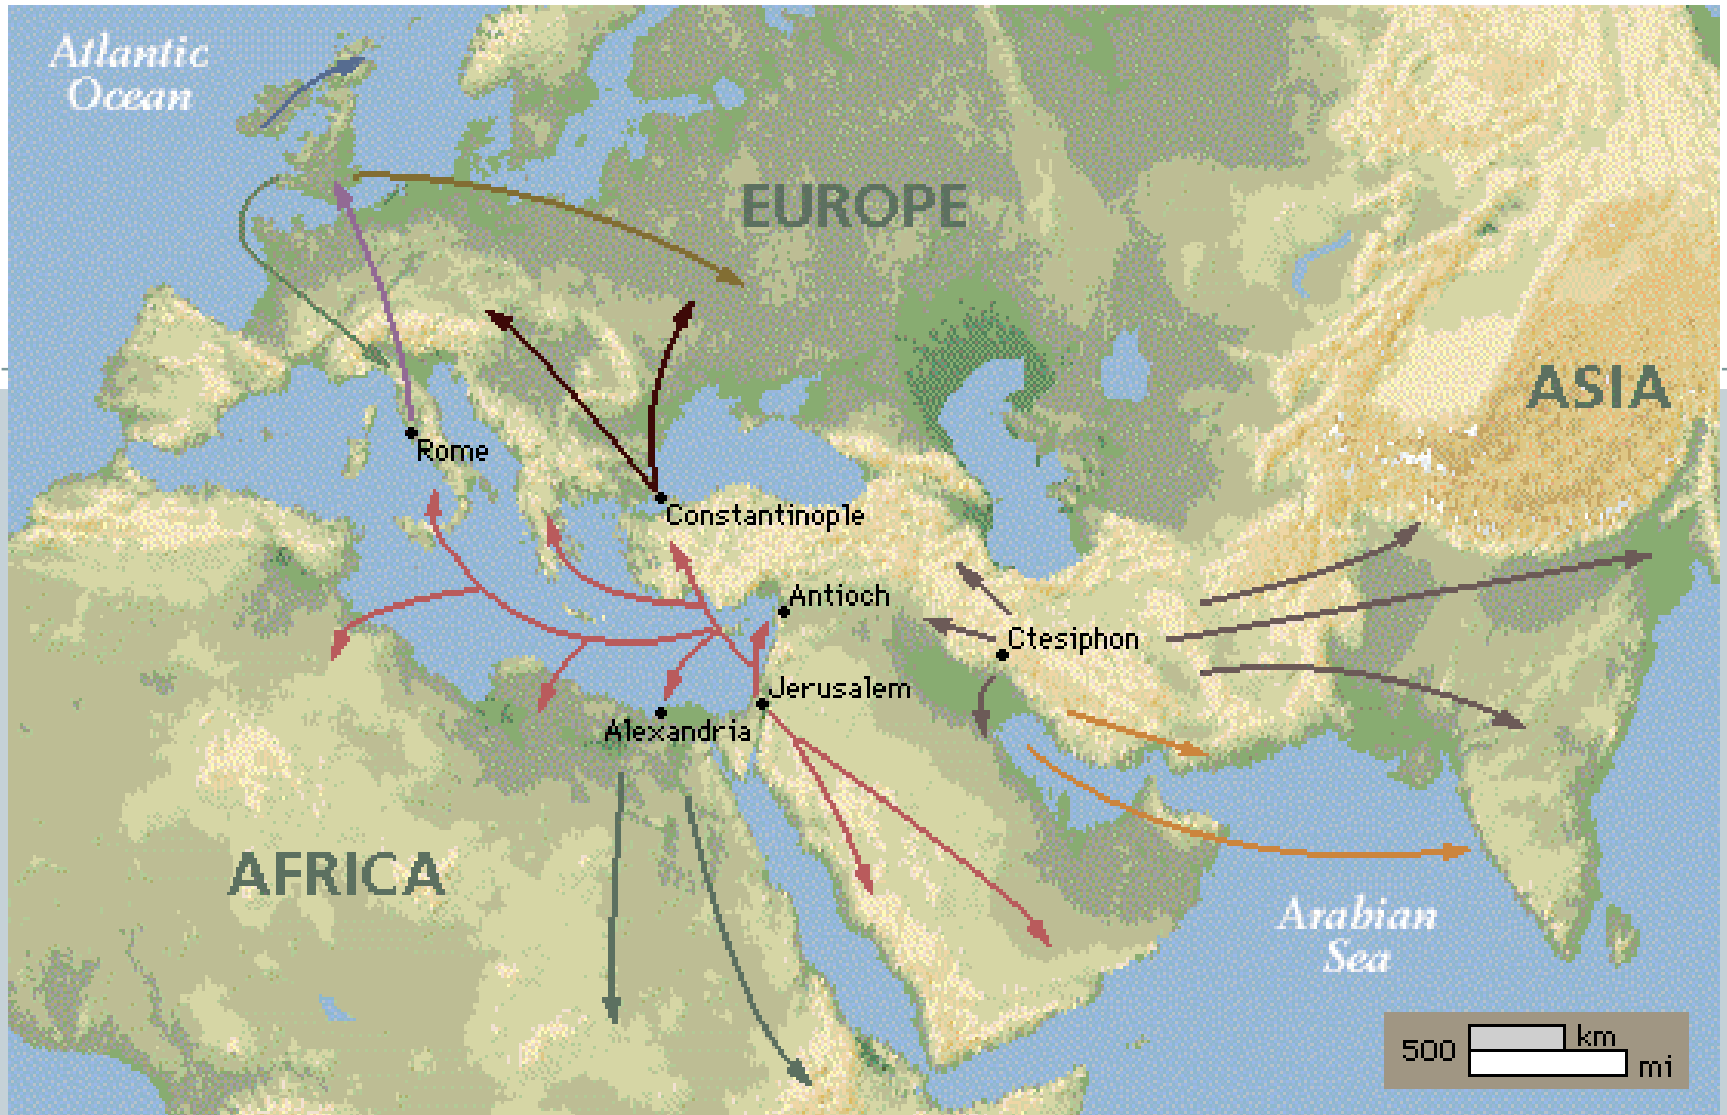 Atlantic
Ocean
EUROPE
ASIA
Rome
Constantinople
Antioch
Ctesiphon
Jerusalem
Alexandria
AFRICA
Arabian
Sea
500 km
mi